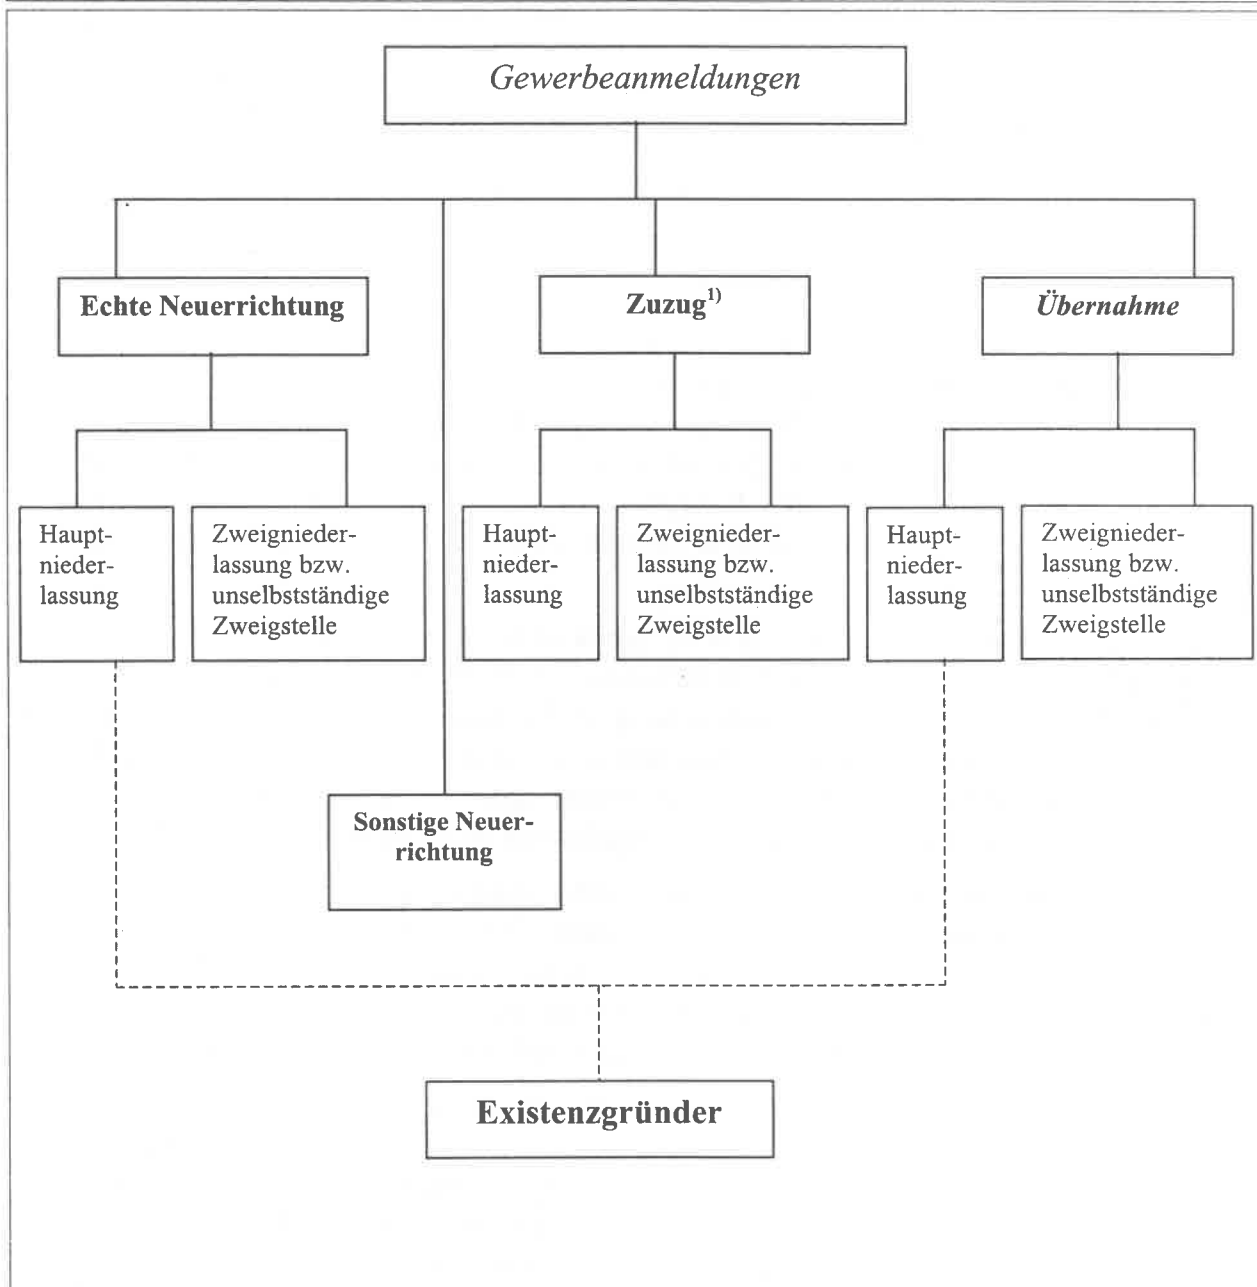 Gewerbeanmeldungen
Echte Neuerrichtung
Zuzug1)
Übernahme
Haupt-
nieder-
lassung
Zweignieder-
lassung bzw.
unselbstständige
Zweigstelle
Haupt-
nieder-
lassung
Zweignieder-
lassung bzw.
unselbstständige
Zweigstelle
Haupt-
nieder-
lassung
Zweignieder-
lassung bzw.
unselbstständige
Zweigstelle
Sonstige Neuer-
richtung
Existenzgründer